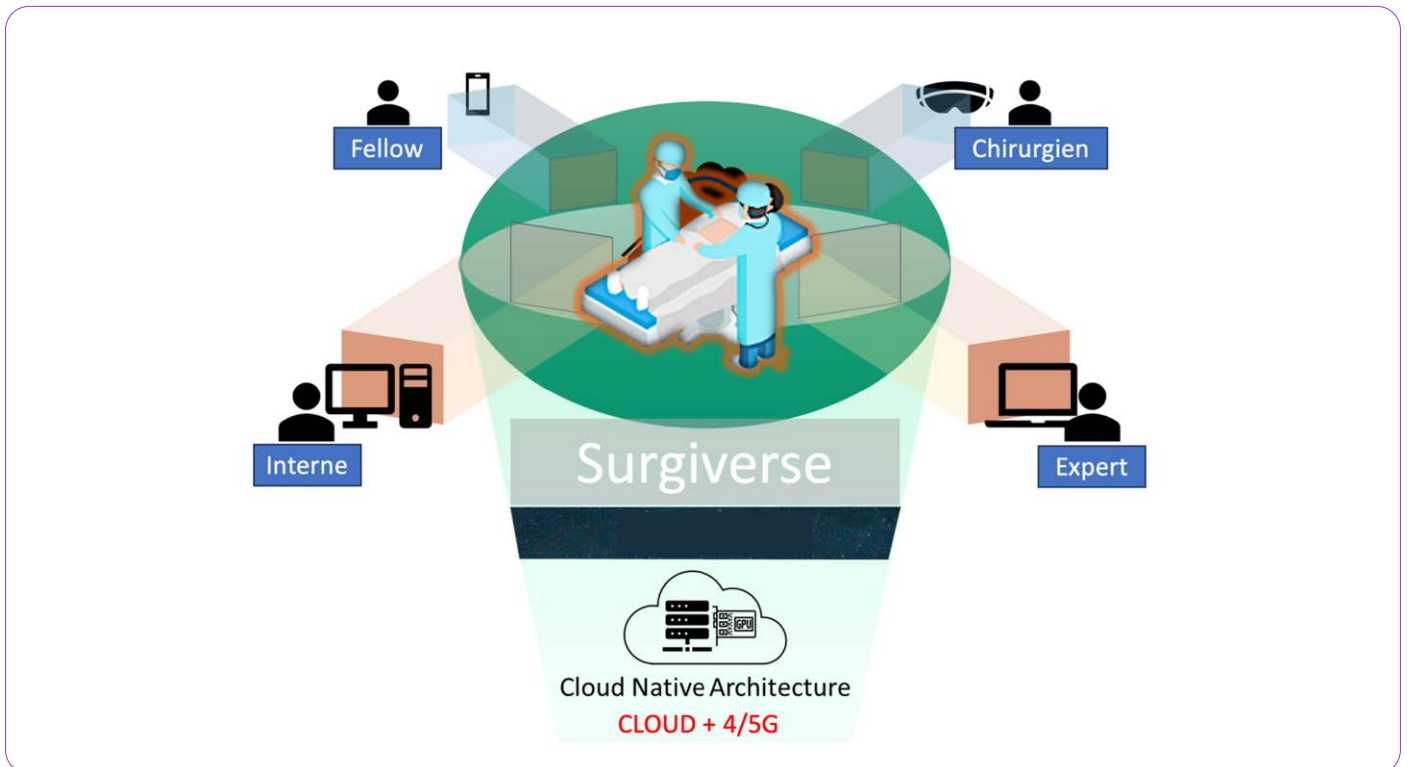 Fellow
Chirurgien
Interne
Expert
Surgiverse
GPU
Cloud Native Architecture
CLOUD + 4/5G